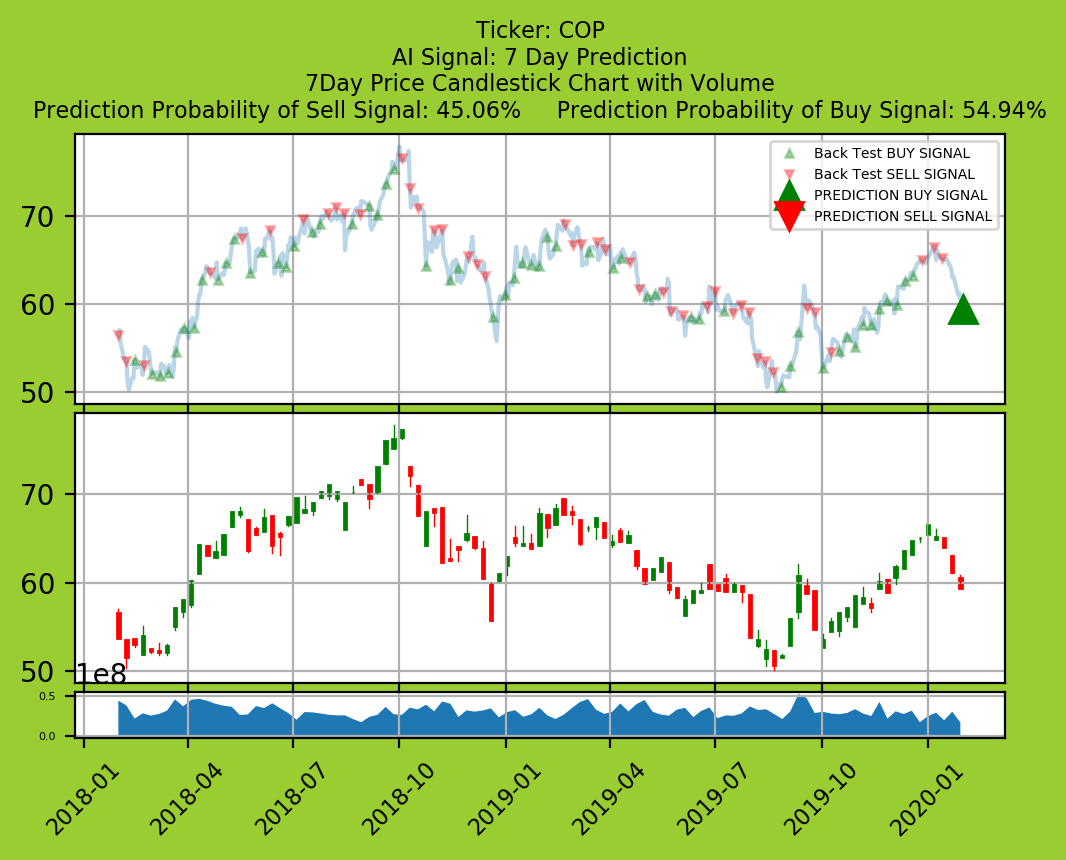 Ticker: COP
AI Signal: 7 Day Prediction
7Day Price Candlestick Chart with Volume
Prediction Probability of Sell Signal: 45.06% Prediction Probability of Buy Signal: 54.94%
Back Test BUY SIGNAL
Back Test SELL SIGNAL
PREDICTION BUY SIGNAL
PREDICTION SELL SIGNAL
70
60
50
70
60
50
1e8
0.5
0.0
2018-01
2018-04
2018-07
2018-10
2019-01
2019-04
2019-07
2019-10
2020-01